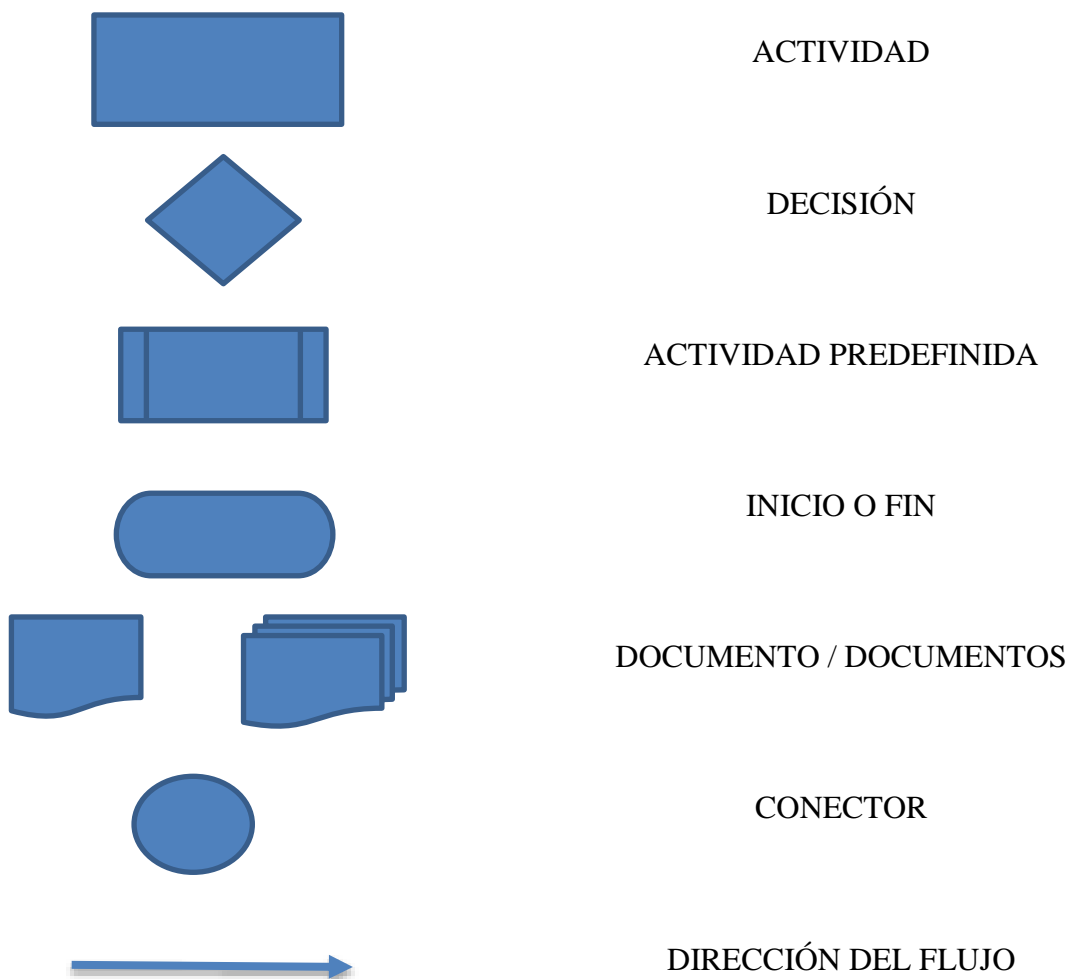 ACTIVIDAD
DECISIÓN
ACTIVIDAD PREDEFINIDA
INICIO O FIN
DOCUMENTO / DOCUMENTOS
CONECTOR
DIRECCIÓN DEL FLUJO